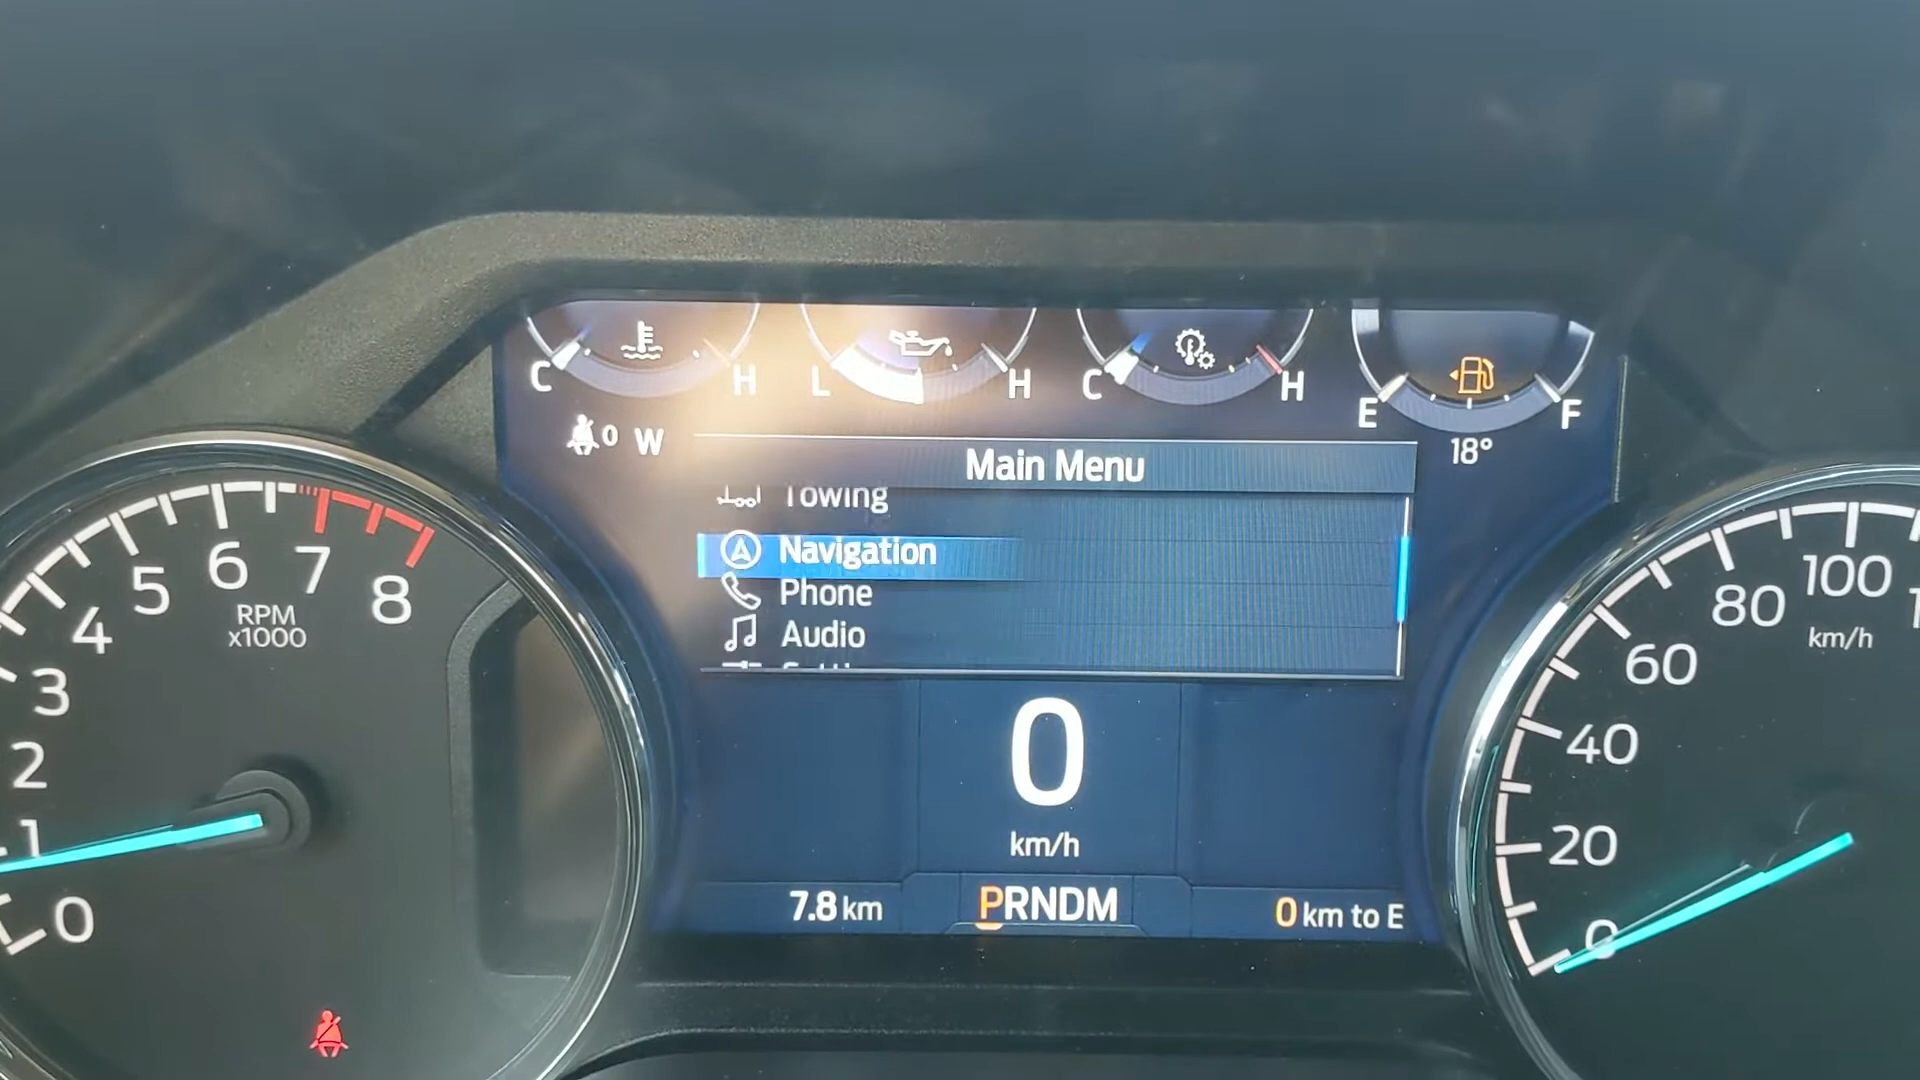 C H
L H
C H
E F
0 W
18°
Main Menu
Towing
Navigation
Phone
Audio
0
km/h
7.8 km
PRNDM
0 km to E
0
1
2
3
4
5
6
7
8
RPM
x1000
0
20
40
60
80
100
km/h